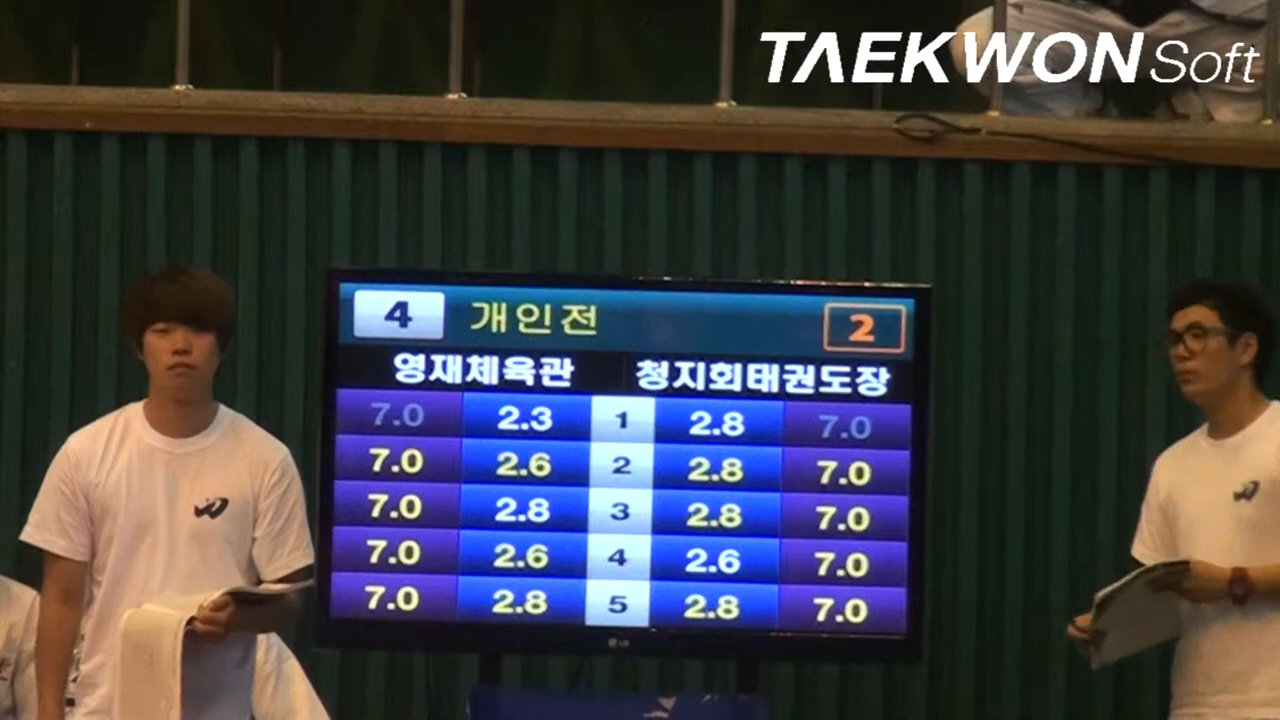 TAEKWON Soft
4 개인전 2
영재체육관 청지회태권도장
7.0 2.3 1 2.8 7.0
7.0 2.6 2 2.8 7.0
7.0 2.8 3 2.8 7.0
7.0 2.6 4 2.6 7.0
7.0 2.8 5 2.8 7.0
LG